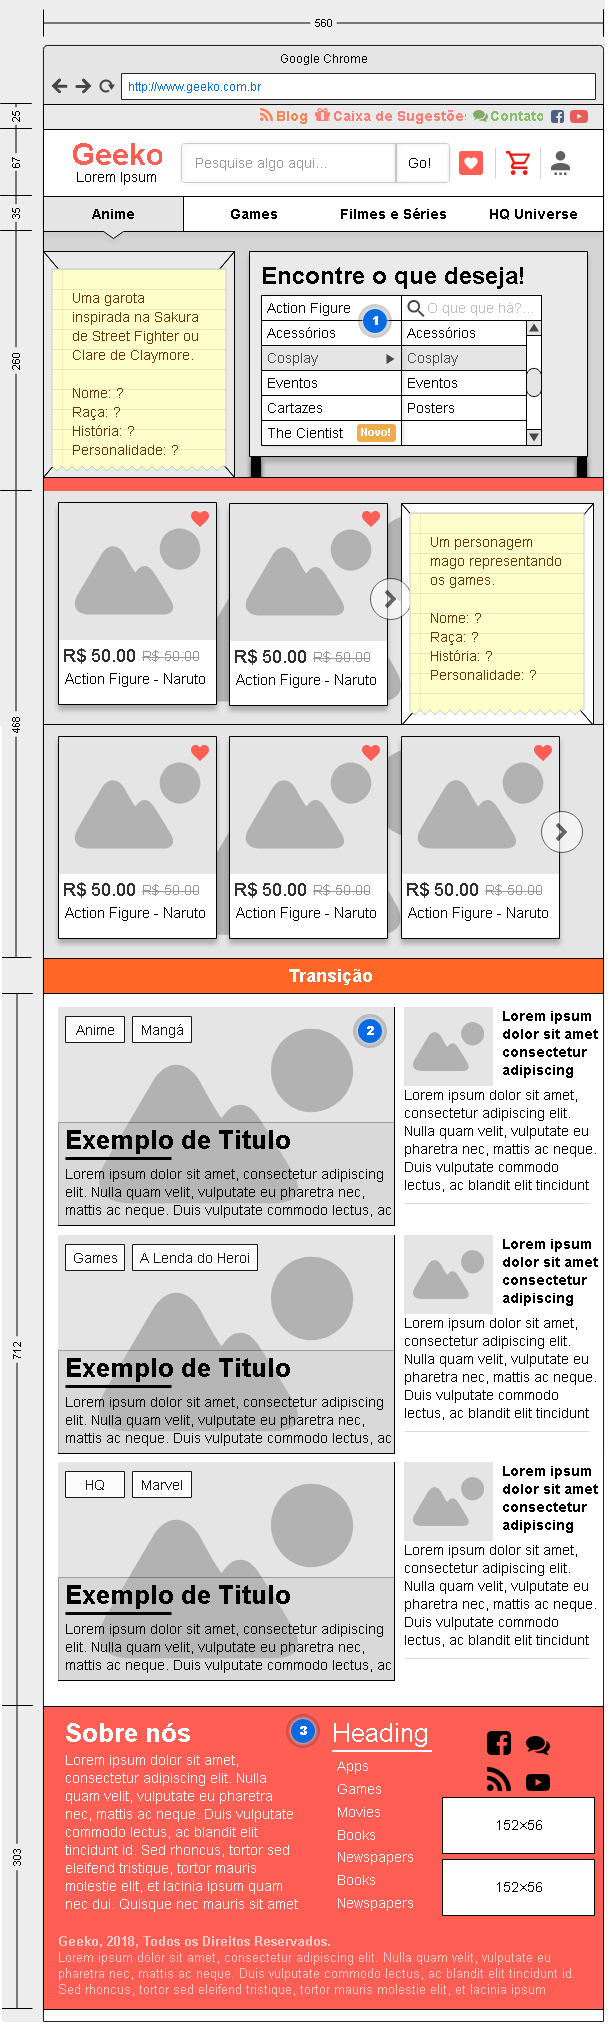 560
Google Chrome
http://www.geeko.com.br
25
Blog Caixa de Sugestões Contato
67
Geeko
Lorem Ipsum
Pesquise algo aqui... Go!
35
Anime Games Filmes e Séries HQ Universe
260
Uma garota
inspirada na Sakura
de Street Fighter ou
Clare de Claymore.
Nome: ?
Raça: ?
História: ?
Personalidade: ?
Encontre o que deseja!
Action Figure 1 O que que há?...
Acessórios Acessórios
Cosplay Cosplay
Eventos Eventos
Cartazes Posters
The Cientist Novo!
468
R$ 50.00 R$ 50.00
Action Figure - Naruto
R$ 50.00 R$ 50.00
Action Figure - Naruto
Um personagem
mago representando
os games.
Nome: ?
Raça: ?
História: ?
Personalidade: ?
R$ 50.00 R$ 50.00
Action Figure - Naruto
R$ 50.00 R$ 50.00
Action Figure - Naruto
R$ 50.00 R$ 50.00
Action Figure - Naruto
Transição
712
Anime Mangá 2
Exemplo de Titulo
Lorem ipsum dolor sit amet, consectetur adipiscing
elit. Nulla quam velit, vulputate eu pharetra nec,
mattis ac neque. Duis vulputate commodo lectus, ac
Lorem ipsum
dolor sit amet
consectetur
adipiscing
Lorem ipsum dolor sit amet,
consectetur adipiscing elit.
Nulla quam velit, vulputate
eu pharetra nec, mattis ac neque.
Duis vulputate commodo
lectus, ac blandit elit tincidunt
Games A Lenda do Heroi
Exemplo de Titulo
Lorem ipsum dolor sit amet, consectetur adipiscing
elit. Nulla quam velit, vulputate eu pharetra nec,
mattis ac neque. Duis vulputate commodo lectus, ac
Lorem ipsum
dolor sit amet
consectetur
adipiscing
Lorem ipsum dolor sit amet,
consectetur adipiscing elit.
Nulla quam velit, vulputate
eu pharetra nec, mattis ac neque.
Duis vulputate commodo
lectus, ac blandit elit tincidunt
HQ Marvel
Exemplo de Titulo
Lorem ipsum dolor sit amet, consectetur adipiscing
elit. Nulla quam velit, vulputate eu pharetra nec,
mattis ac neque. Duis vulputate commodo lectus, ac
Lorem ipsum
dolor sit amet
consectetur
adipiscing
Lorem ipsum dolor sit amet,
consectetur adipiscing elit.
Nulla quam velit, vulputate
eu pharetra nec, mattis ac neque.
Duis vulputate commodo
lectus, ac blandit elit tincidunt
303
Sobre nós 3
Lorem ipsum dolor sit amet,
consectetur adipiscing elit. Nulla
quam velit, vulputate eu pharetra
nec, mattis ac neque. Duis vulputate
commodo lectus, ac blandit elit
tincidunt id. Sed rhoncus, tortor sed
eleifend tristique, tortor mauris
molestie elit, et lacinia ipsum quam
nec dui. Quisque nec mauris sit amet
Heading
Apps
Games
Movies
Books
Newspapers
Books
Newspapers
152×56
152×56
Geeko, 2018, Todos os Direitos Reservados.
Lorem ipsum dolor sit amet, consectetur adipiscing elit. Nulla quam velit, vulputate eu
pharetra nec, mattis ac neque. Duis vulputate commodo lectus, ac blandit elit tincidunt id.
Sed rhoncus, tortor sed eleifend tristique, tortor mauris molestie elit, et lacinia ipsum